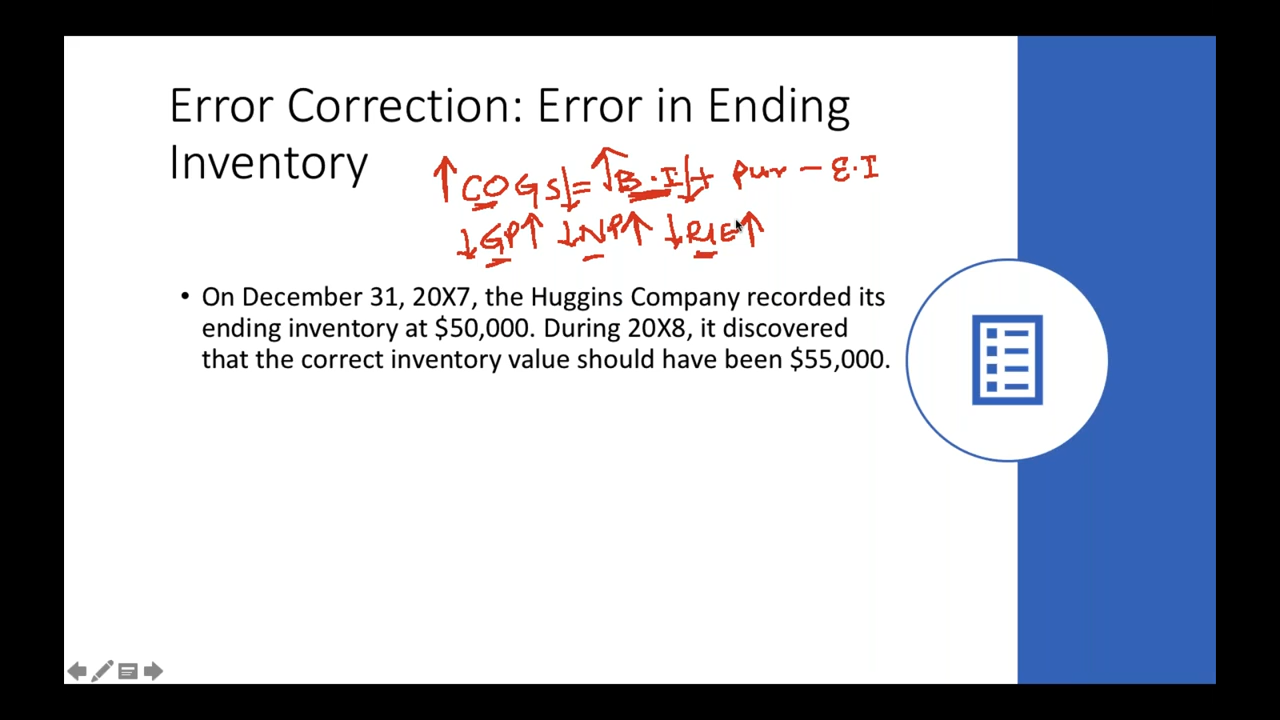 Error Correction: Error in Ending
Inventory
↑COGS↓=↑B.I↓+ Pur - E.I
↓GP↑ ↓NP↑ ↓R/E↑
• On December 31, 20X7, the Huggins Company recorded its
ending inventory at $50,000. During 20X8, it discovered
that the correct inventory value should have been $55,000.